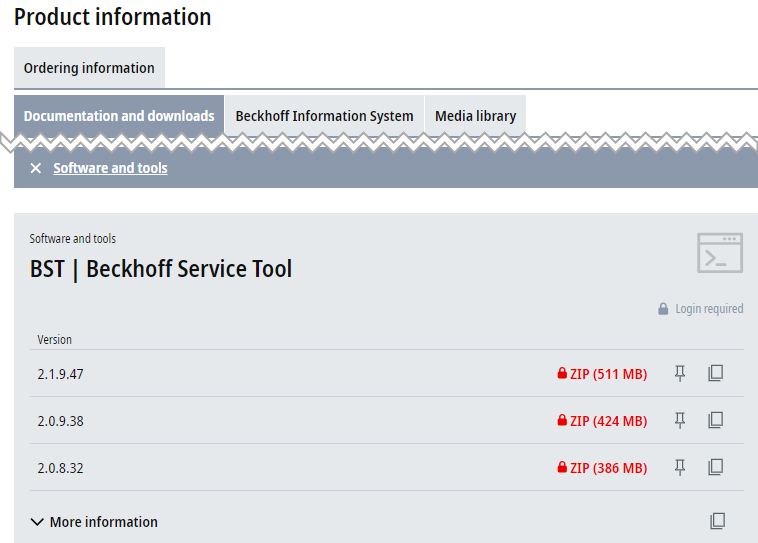 Product information
Ordering information
Documentation and downloads Beckhoff Information System Media library
Software and tools
Software and tools
BST | Beckhoff Service Tool
Login required
Version
2.1.9.47 ZIP (511 MB)
2.0.9.38 ZIP (424 MB)
2.0.8.32 ZIP (386 MB)
More information